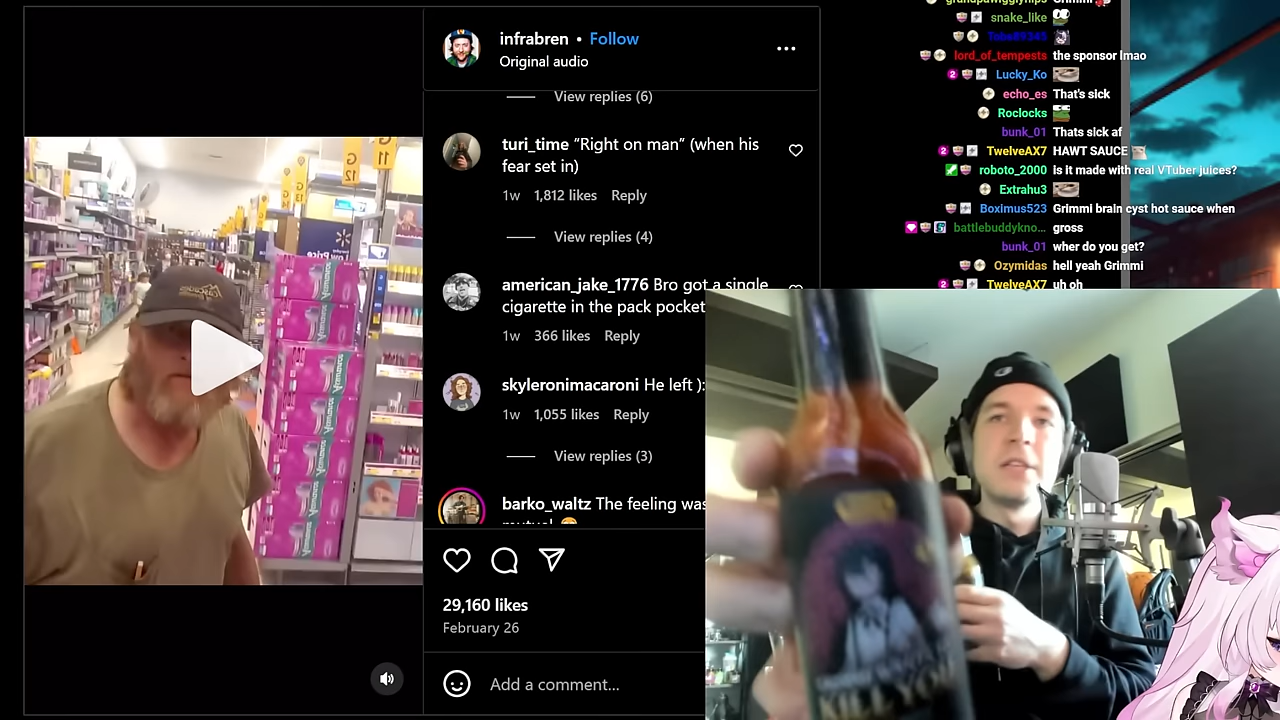 infrabren • Follow
Original audio
View replies (6)
turi_time “Right on man” (when his
fear set in)
1w 1,812 likes Reply
View replies (4)
american_jake_1776 Bro got a single
cigarette in the pack pocket
1w 366 likes Reply
skyleronimacaroni He left ):
1w 1,055 likes Reply
View replies (3)
barko_waltz The feeling was
29,160 likes
February 26
Add a comment...
G 11
G 12
snake_like
lord_of_tempests the sponsor lmao
Lucky_Ko
echo_es That's sick
Roclocks
bunk_01 Thats sick af
TwelveAX7 HAWT SAUCE
roboto_2000 Is it made with real VTuber juices?
Extrahu3
Boximus523 Grimmi brain cyst hot sauce when
battlebuddykno... gross
bunk_01 wher do you get?
Ozymidas hell yeah Grimmi
TwelveAX7 uh oh